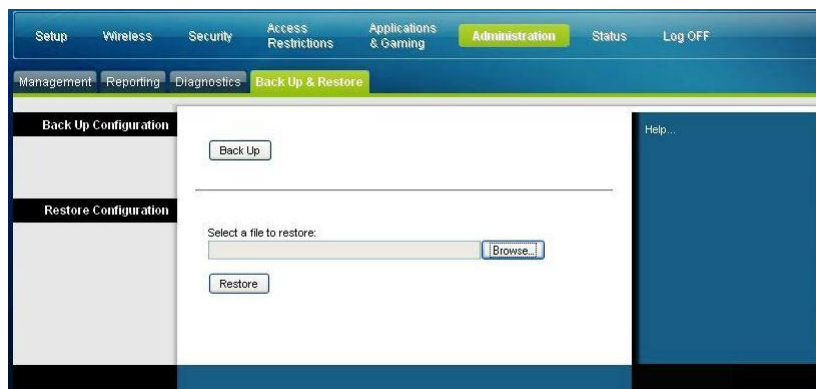 Setup Wireless Security Access Restrictions Applications & Gaming Administration Status Log OFF
Management Reporting Diagnostics Back Up & Restore
Back Up Configuration
Back Up
Help...
Restore Configuration
Select a file to restore:
Browse...
Restore